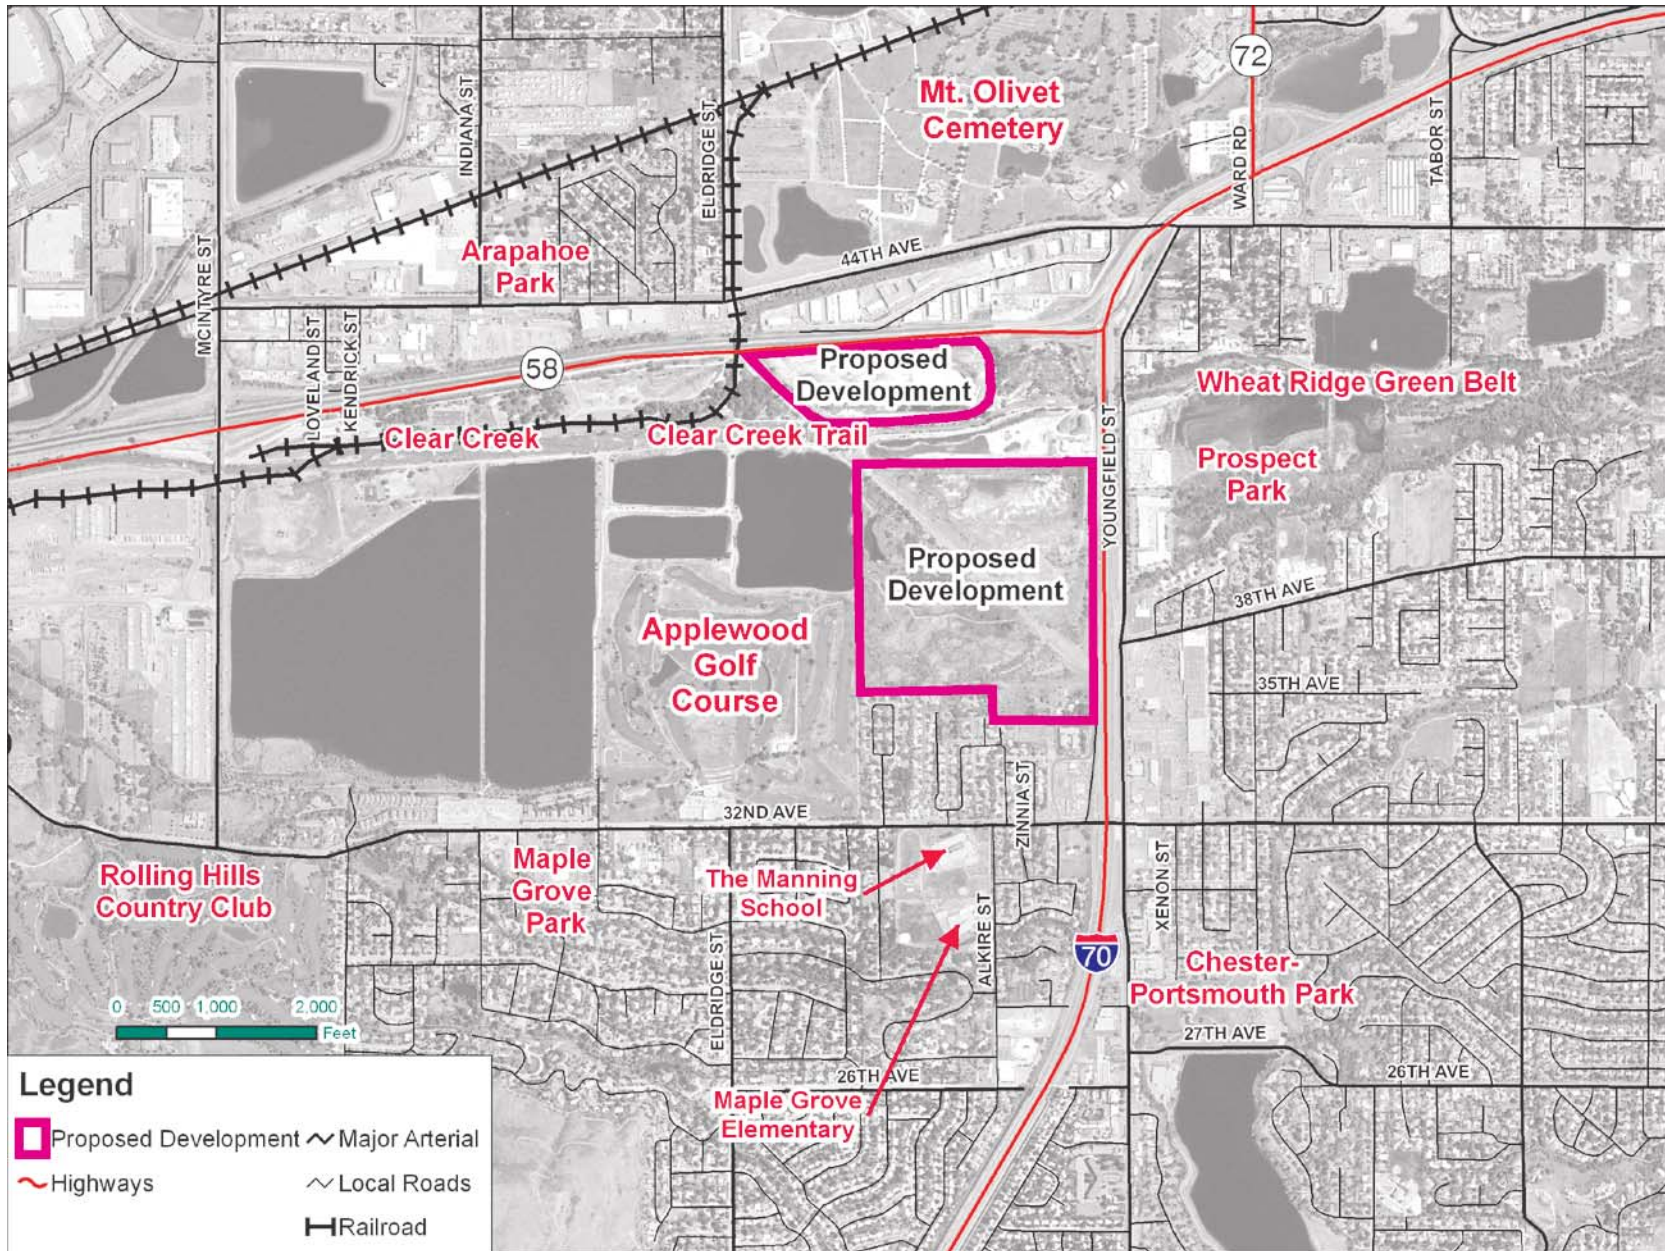 72
Mt. Olivet
Cemetery
INDIANA ST
ELDRIDGE ST
WARD RD
TABOR ST
MCINTYRE ST
Arapahoe
Park
44TH AVE
LOVELAND ST
KENDRICK ST
58
Proposed
Development
Wheat Ridge Green Belt
Clear Creek
Clear Creek Trail
YOUNGFIELD ST
Prospect
Park
Proposed
Development
38TH AVE
Applewood
Golf
Course
35TH AVE
ZINNIA ST
32ND AVE
Rolling Hills
Country Club
Maple
Grove
Park
The Manning
School
XENON ST
ALKIRE ST
ELDRIDGE ST
70
Chester-
Portsmouth Park
0 500 1,000 2,000
Feet
27TH AVE
26TH AVE
26TH AVE
Maple Grove
Elementary
Legend
Proposed Development
Major Arterial
Highways
Local Roads
Railroad